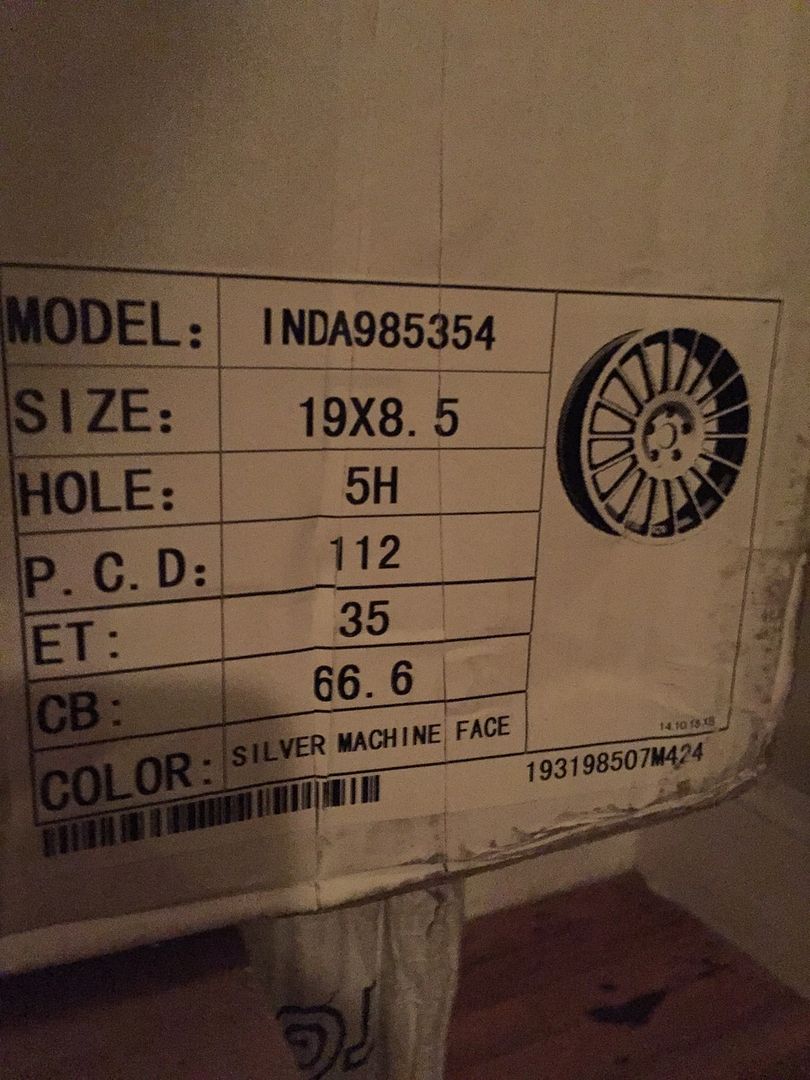 MODEL: INDA985354
SIZE: 19X8.5
HOLE: 5H
P.C.D: 112
ET: 35
CB: 66.6
COLOR: SILVER MACHINE FACE
193198507M424